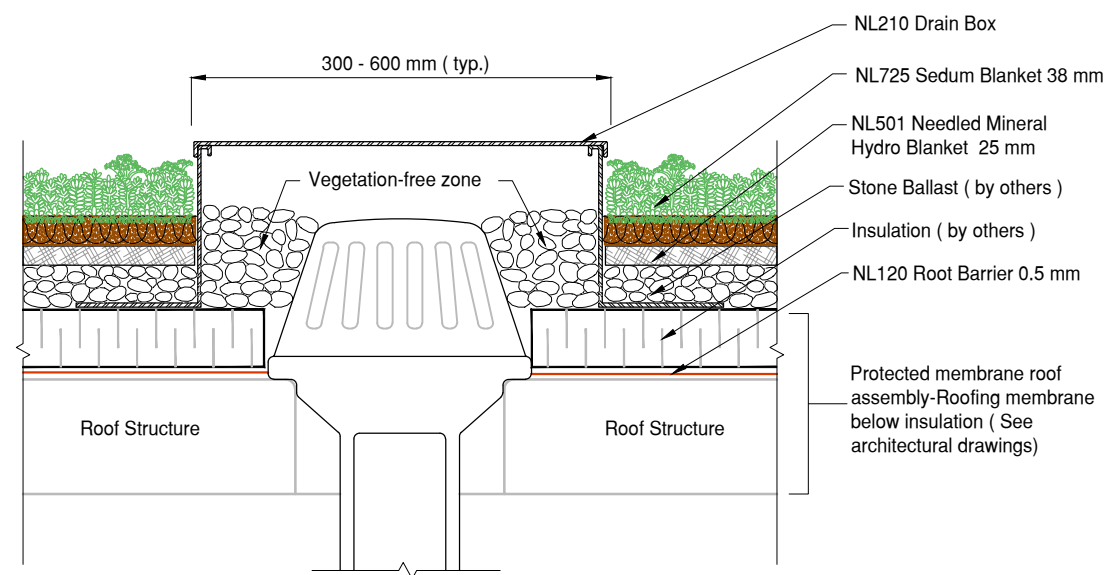 NL210 Drain Box
300 - 600 mm ( typ.)
NL725 Sedum Blanket 38 mm
NL501 Needled Mineral
Hydro Blanket 25 mm
Vegetation-free zone
Stone Ballast ( by others )
Insulation ( by others )
NL120 Root Barrier 0.5 mm
Protected membrane roof
assembly-Roofing membrane
below insulation ( See
architectural drawings)
Roof Structure
Roof Structure